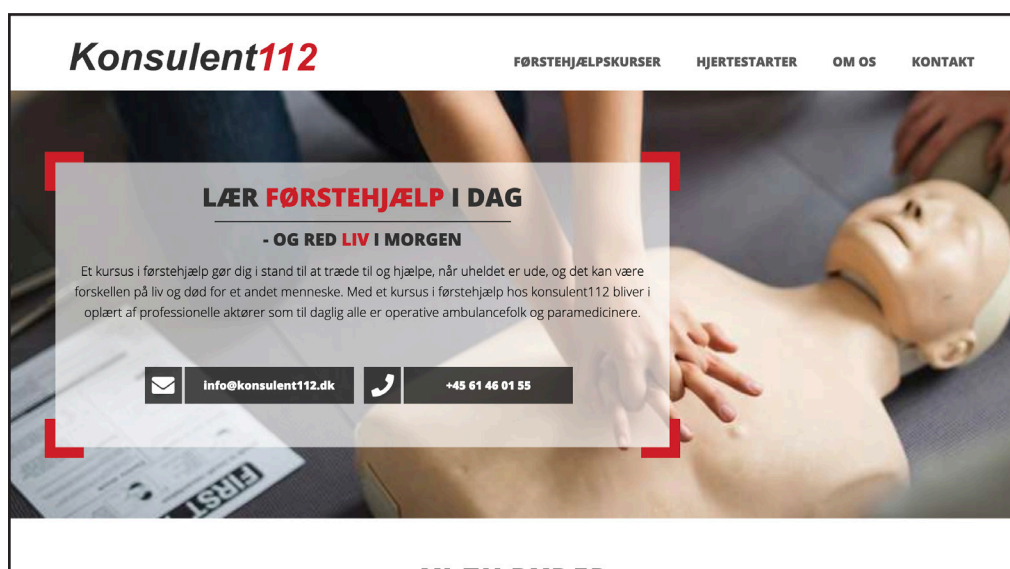 Konsulent112
FØRSTEHJÆLPSKURSER HJERTESTARTER OM OS KONTAKT
LÆR FØRSTEHJÆLP I DAG
- OG RED LIV I MORGEN
Et kursus i førstehjælp gør dig i stand til at træde til og hjælpe, når uheldet er ude, og det kan være
forskellen på liv og død for et andet menneske. Med et kursus i førstehjælp hos konsulent112 bliver i
oplært af professionelle aktører som til daglig alle er operative ambulancefolk og paramedicinere.
info@konsulent112.dk +45 61 46 01 55
FIRST